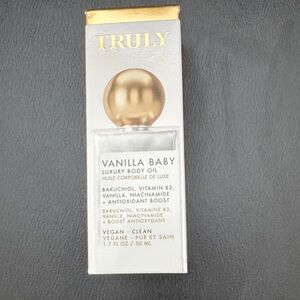 TRULY
VANILLA BABY
LUXURY BODY OIL
HUILE CORPORELLE DE LUXE
BAKUCHIOL, VITAMIN B3,
VANILLA, NIACINAMIDE
+ ANTIOXIDANT BOOST
BAKUCHIOL, VITAMINE B3,
VANILLE, NIACINAMIDE
+ BOOST ANTIOXYDANT
VEGAN - CLEAN
VEGANE - PUR ET SAIN
1.7 FL OZ / 50 ML